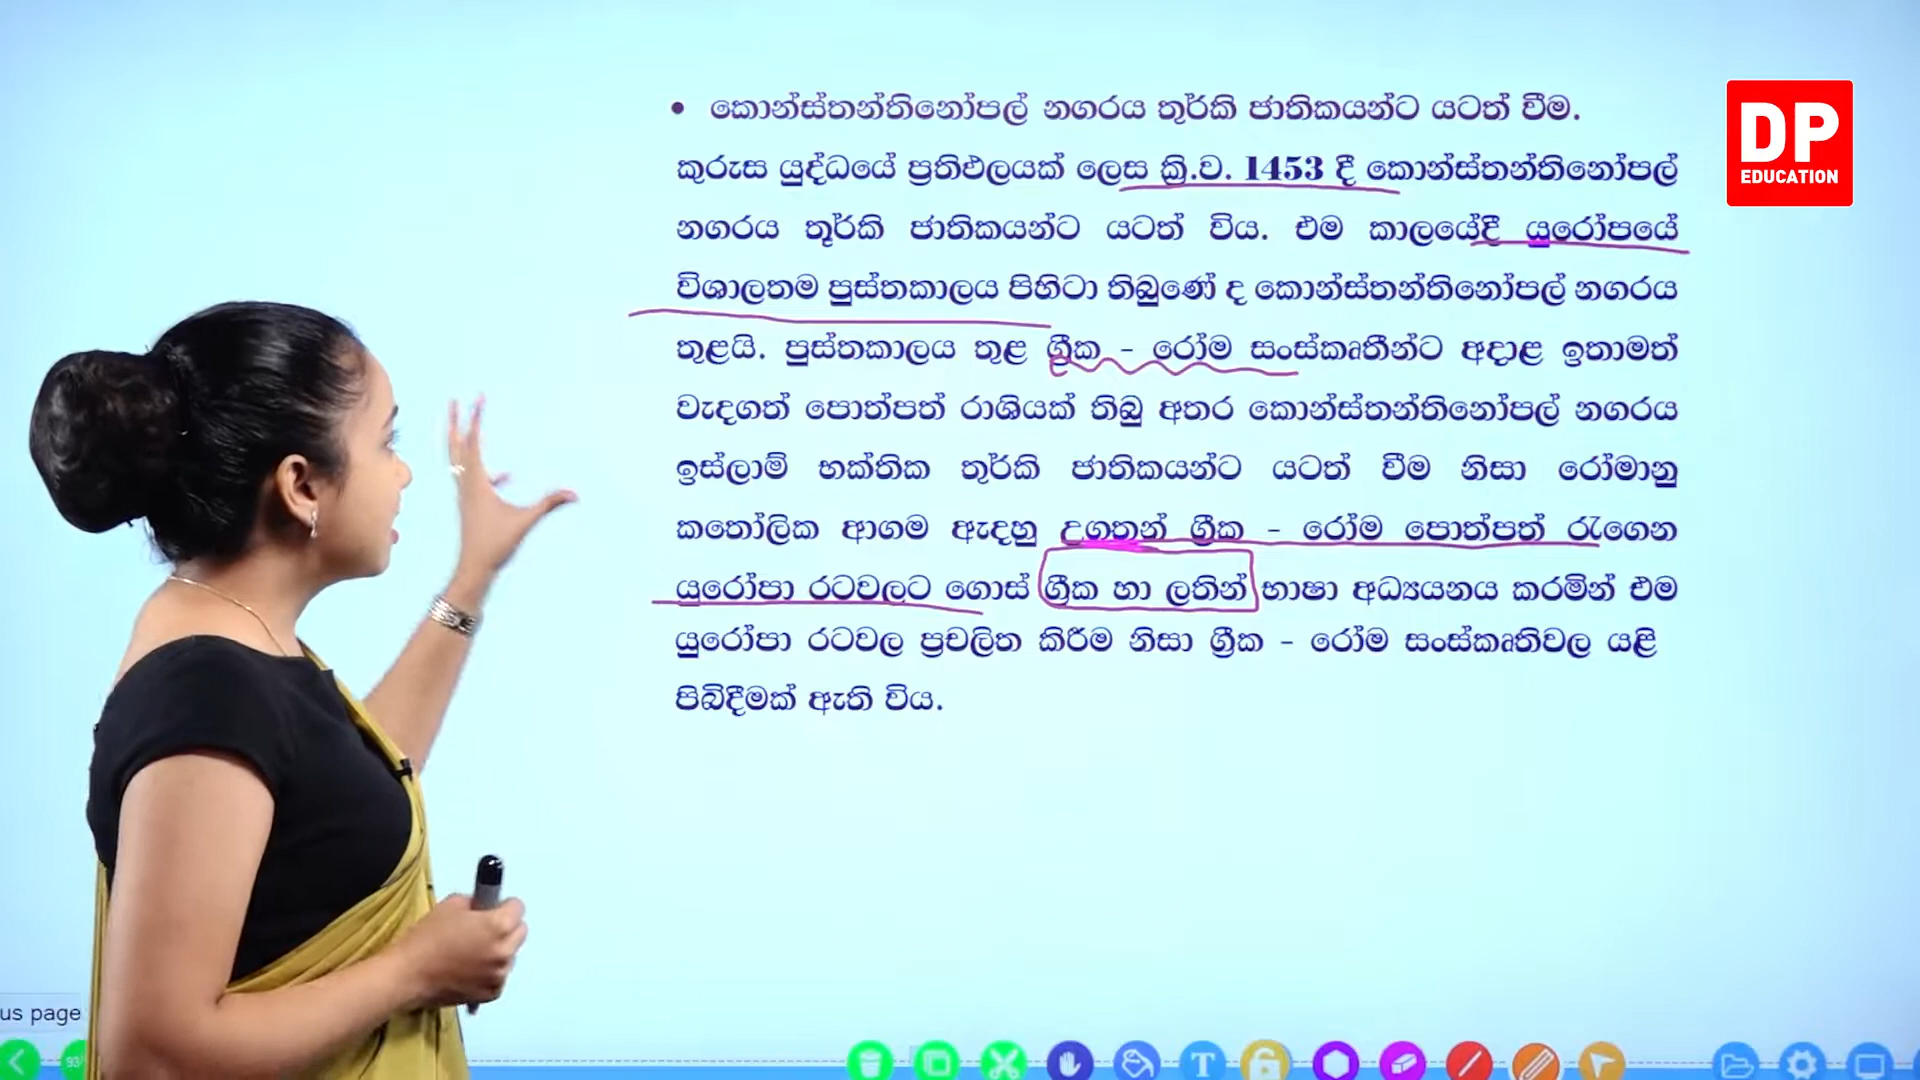 • කොන්ස්තන්තිනෝපල් නගරය තුර්කි ජාතිකයන්ට යටත් වීම.
කුරුස යුද්ධයේ ප්‍රතිඵලයක් ලෙස ක්‍රි.ව. 1453 දී කොන්ස්තන්තිනෝපල්
නගරය තුර්කි ජාතිකයන්ට යටත් විය. එම කාලයේදී යුරෝපයේ
විශාලතම පුස්තකාලය පිහිටා තිබුණේ ද කොන්ස්තන්තිනෝපල් නගරය
තුළයි. පුස්තකාලය තුළ ග්‍රීක - රෝම සංස්කෘතීන්ට අදාළ ඉතාමත්
වැදගත් පොත්පත් රාශියක් තිබු අතර කොන්ස්තන්තිනෝපල් නගරය
ඉස්ලාම් භක්තික තුර්කි ජාතිකයන්ට යටත් වීම නිසා රෝමානු
කතෝලික ආගම ඇදහු උගතුන් ග්‍රීක - රෝම පොත්පත් රැගෙන
යුරෝපා රටවලට ගොස් ග්‍රීක හා ලතින් භාෂා අධ්‍යයනය කරමින් එම
යුරෝපා රටවල ප්‍රචලිත කිරීම නිසා ග්‍රීක - රෝම සංස්කෘතිවල යළි
පිබිදීමක් ඇති විය.
DP
EDUCATION
us page
93
T